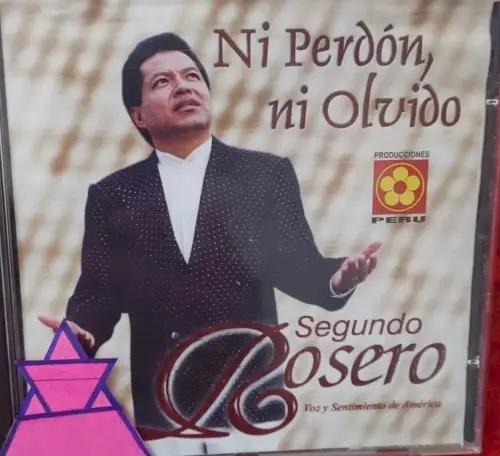 Ni Perdón,
ni Olvido
PRODUCCIONES
PERU
Segundo
Rosero
Voz y Sentimiento de América